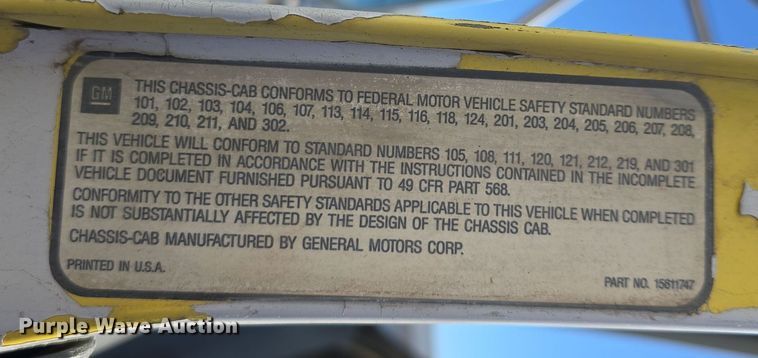 GM
THIS CHASSIS-CAB CONFORMS TO FEDERAL MOTOR VEHICLE SAFETY STANDARD NUMBERS
101, 102, 103, 104, 106, 107, 113, 114, 115, 116, 118, 124, 201, 203, 204, 205, 206, 207, 208,
209, 210, 211, AND 302.
THIS VEHICLE WILL CONFORM TO STANDARD NUMBERS 105, 108, 111, 120, 121, 212, 219, AND 301
IF IT IS COMPLETED IN ACCORDANCE WITH THE INSTRUCTIONS CONTAINED IN THE INCOMPLETE
VEHICLE DOCUMENT FURNISHED PURSUANT TO 49 CFR PART 568.
CONFORMITY TO THE OTHER SAFETY STANDARDS APPLICABLE TO THIS VEHICLE WHEN COMPLETED
IS NOT SUBSTANTIALLY AFFECTED BY THE DESIGN OF THE CHASSIS CAB.
CHASSIS-CAB MANUFACTURED BY GENERAL MOTORS CORP.
PRINTED IN U.S.A.
PART NO. 15611747
Purple Wave Auction